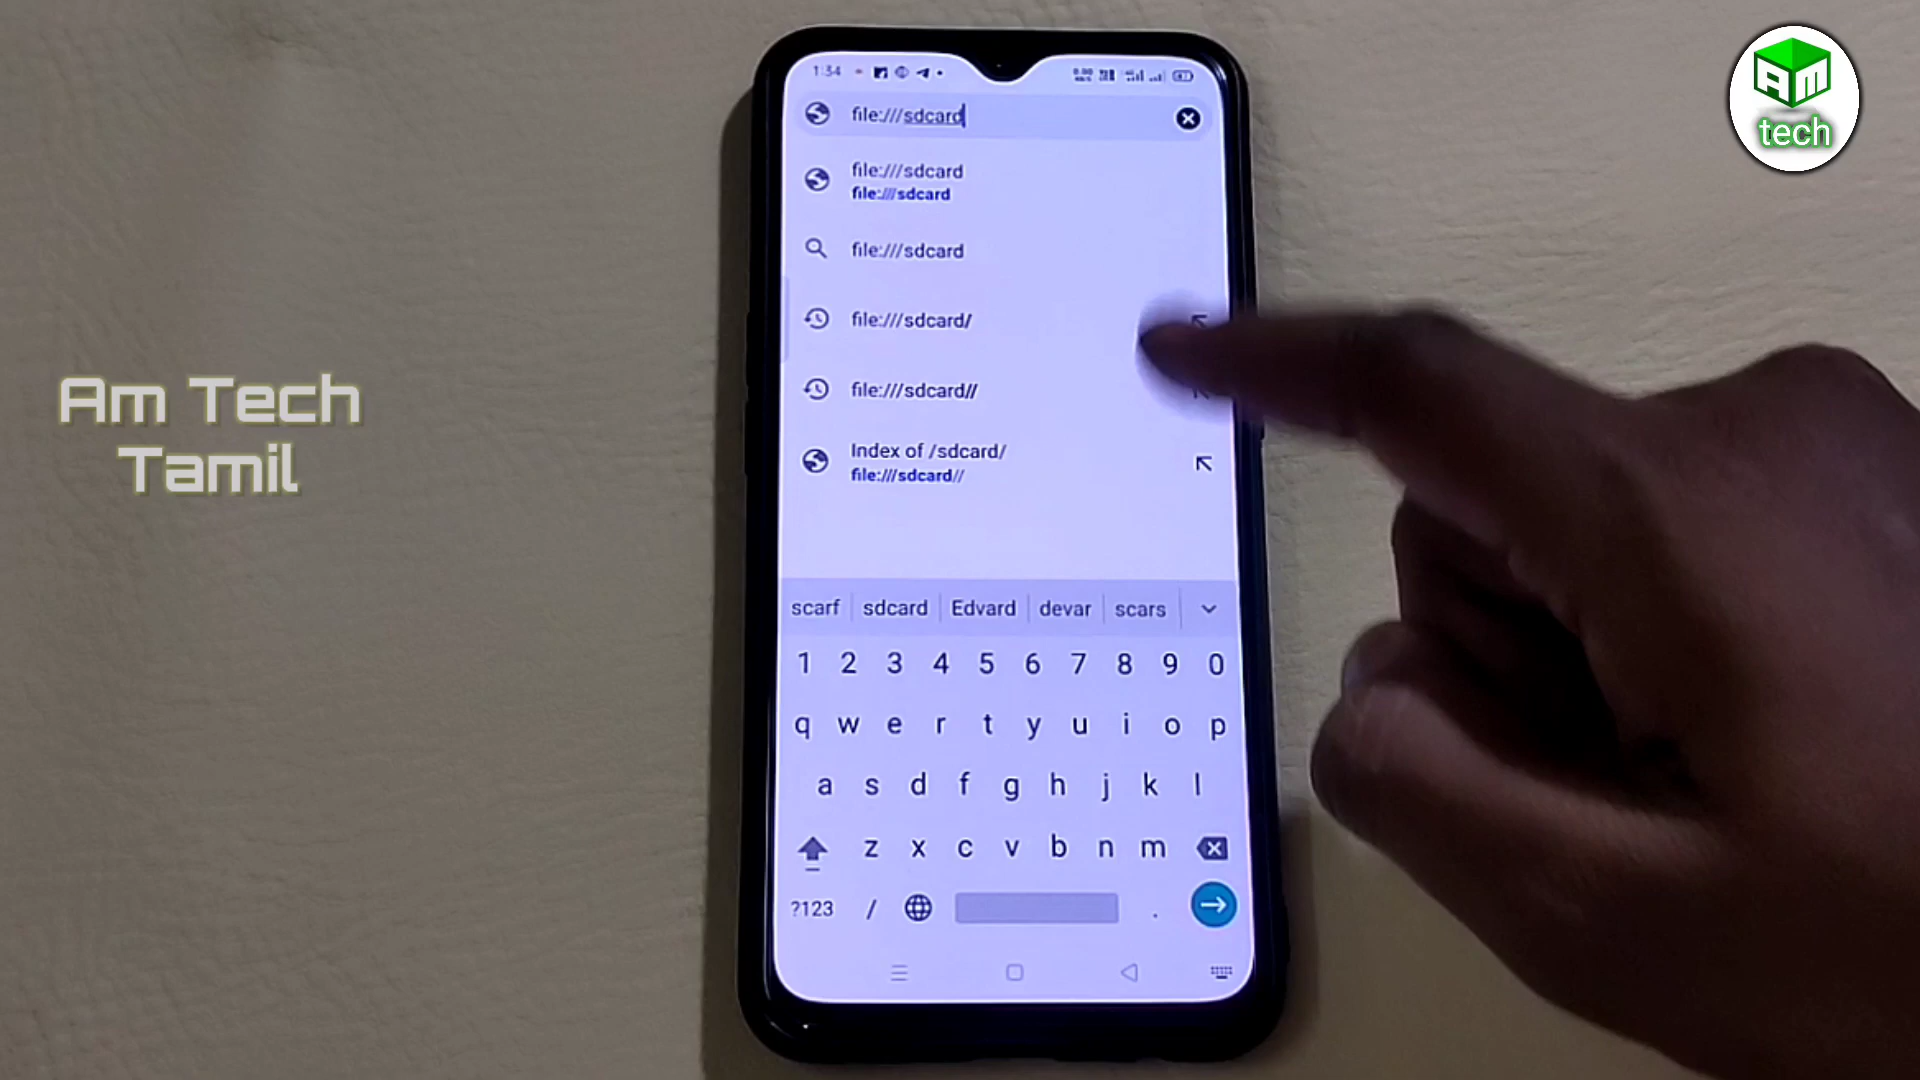 AM
tech
Am Tech
Tamil
1:34
file:///sdcard
file:///sdcard
file:///sdcard
file:///sdcard
file:///sdcard/
file:///sdcard//
Index of /sdcard/
file:///sdcard//
scarf sdcard Edvard devar scars
1 2 3 4 5 6 7 8 9 0
q w e r t y u i o p
a s d f g h j k l
z x c v b n m
?123 / .